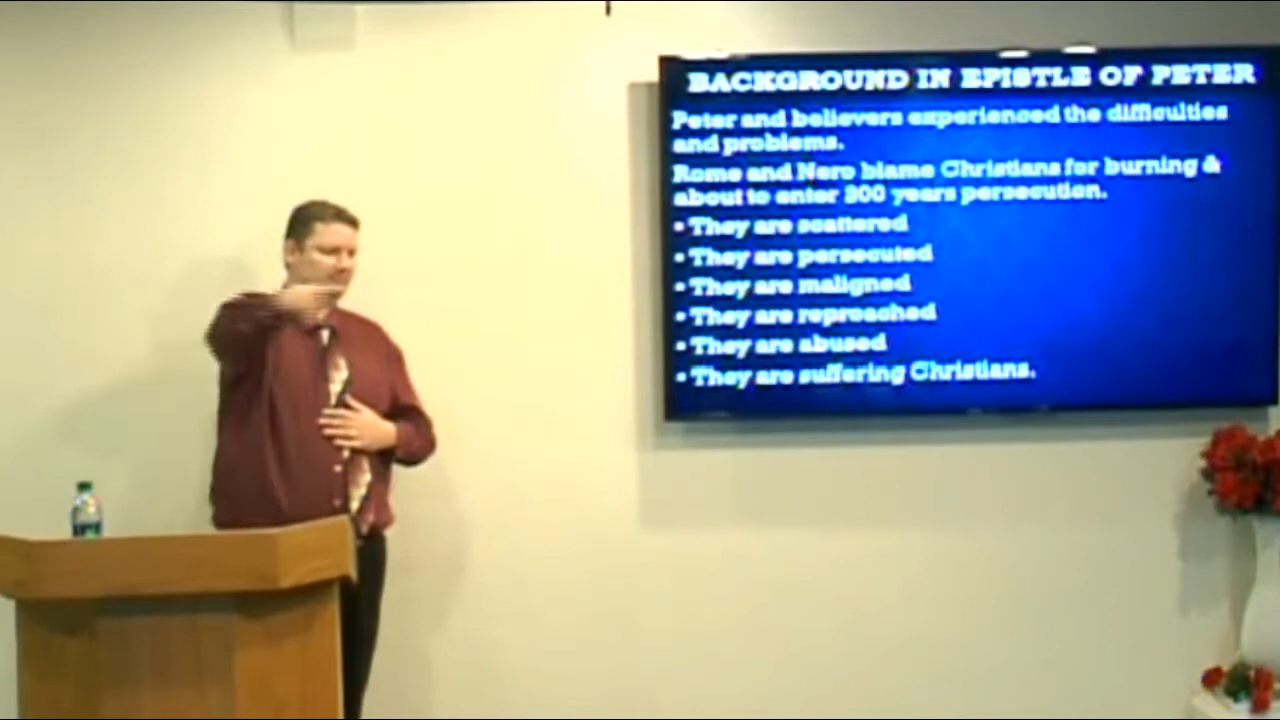 BACKGROUND IN EPISTLE OF PETER
Peter and believers experienced the difficulties
and problems.
Rome and Nero blame Christians for burning &
about to enter 300 years persecution.
• They are scattered
• They are persecuted
• They are maligned
• They are reproached
• They are abused
• They are suffering Christians.